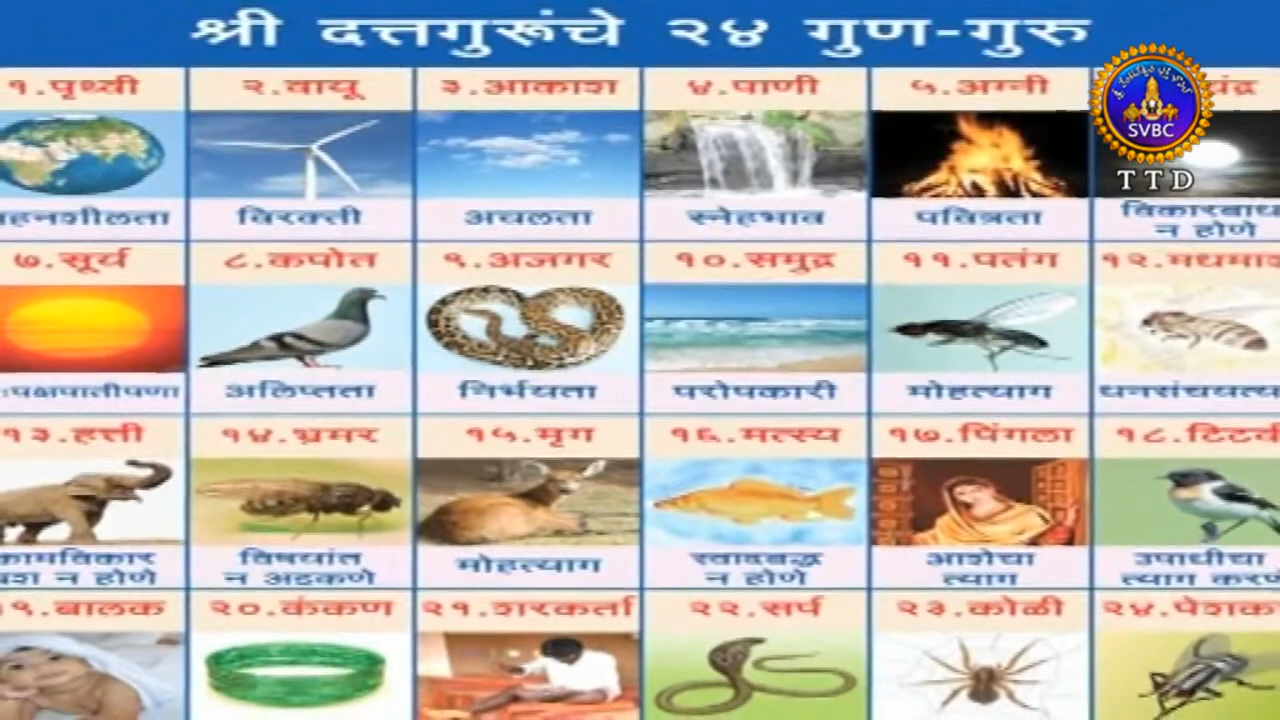 श्री दत्तगुरूंचे २४ गुण-गुरु
१.पृथ्वी २.वायू ३.आकाश ४.पाणी ५.अग्नी
SVBC
TTD
विरक्ती अचलता स्नेहभाव पवित्रता विकारबाध
न होणे
७.सूर्य ८.कपोत ९.अजगर १०.समुद्र ११.पतंग १२.मधमाश
अलिप्तता निर्भयता परोपकारी मोहत्याग धनसंचयत्य
१३.हत्ती १४.भ्रमर १५.मृग १६.मत्स्य १७.पिंगला १८.टिटवी
कामविकार विषयांत मोहत्याग स्वादबद्ध आशेचा उपाधीचा
वश न होणे न अडकणे न होणे त्याग त्याग करणे
१९.बालक २०.कंकण २१.शरकर्ता २२.सर्प २३.कोळी २४.पेशक